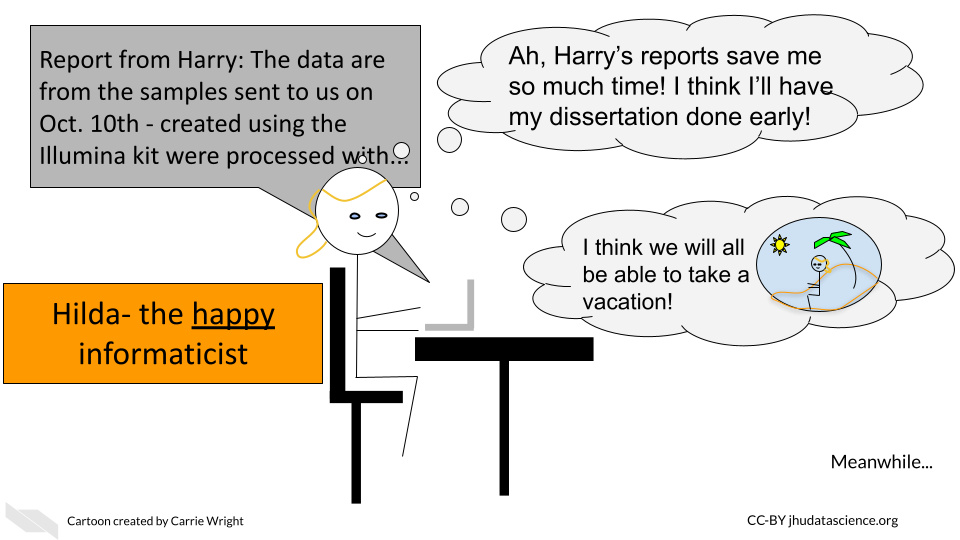 Report from Harry: The data are
from the samples sent to us on
Oct. 10th - created using the
Illumina kit were processed with...
Ah, Harry’s reports save me
so much time! I think I’ll have
my dissertation done early!
I think we will all
be able to take a
vacation!
Hilda- the happy
informaticist
Meanwhile...
Cartoon created by Carrie Wright
CC-BY jhudatascience.org